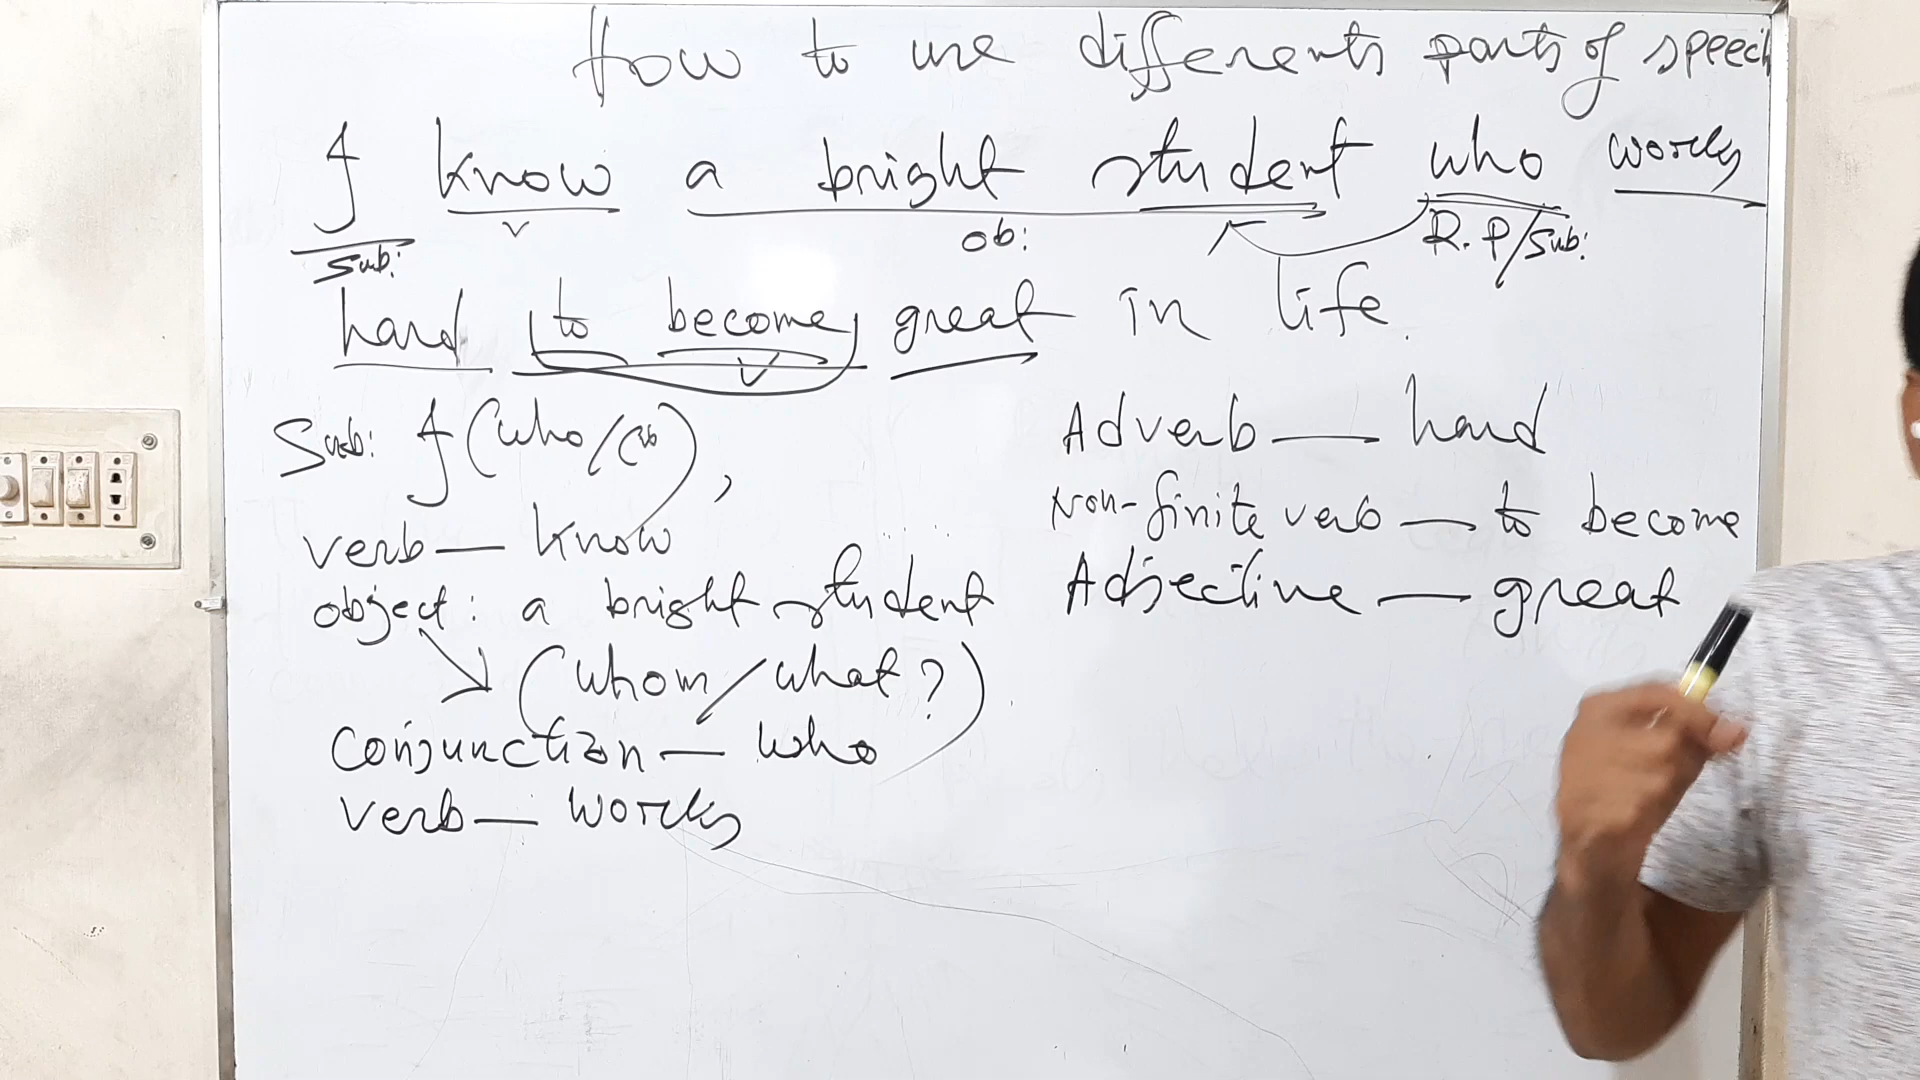 How to use differents parts of speech
I know a bright student who works
v ob: R.P/Sub:
Sub:
hard to become great in life.
v
Sub: I (who/ ),
verb — know
object: a bright student
(whom/what?)
conjunction — who
verb — works
Adverb — hard
Non-finite verb — to become
Adjective — great